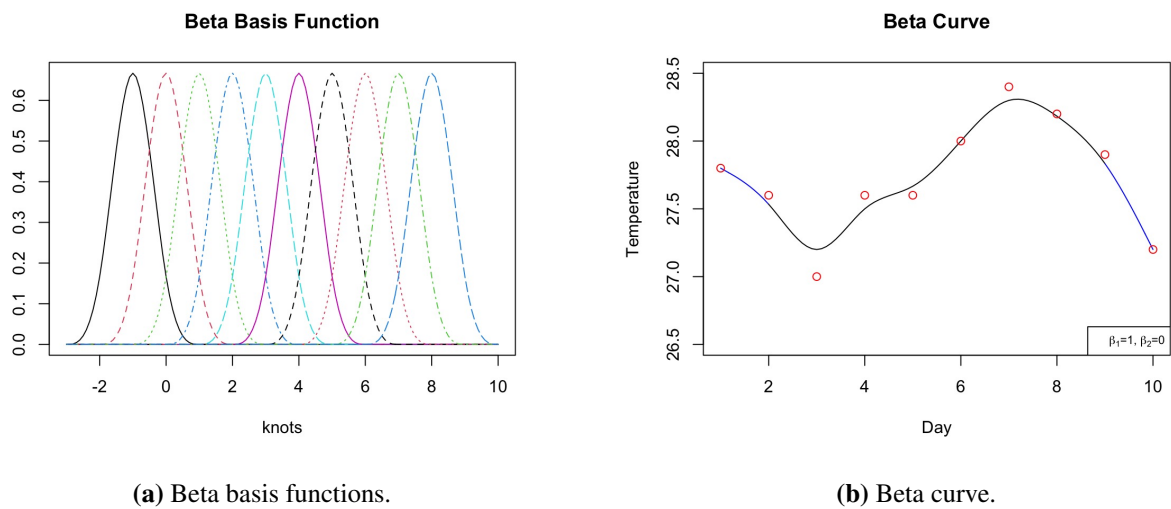 Beta Basis Function
0.6
0.5
0.4
0.3
0.2
0.1
0.0
-2 0 2 4 6 8 10
knots
(a) Beta basis functions.
Beta Curve
Temperature
28.5
28.0
27.5
27.0
26.5
β₁=1, β₂=0
2 4 6 8 10
Day
(b) Beta curve.